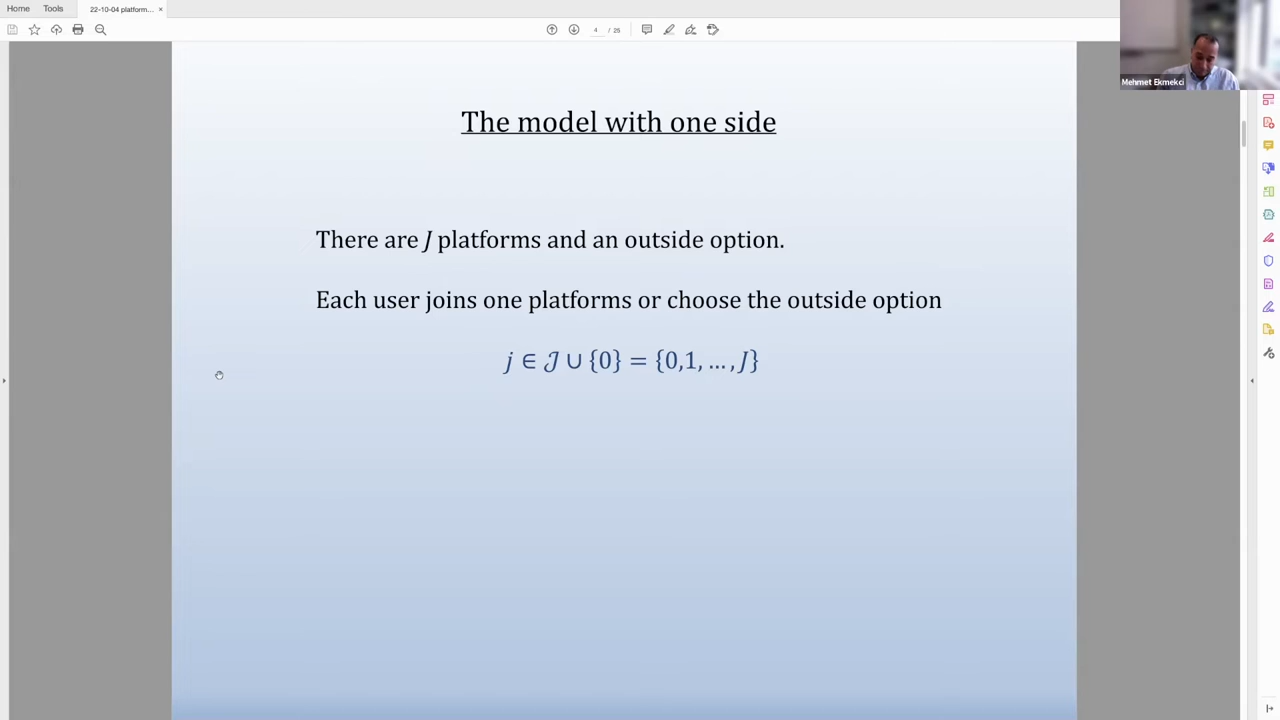 Home Tools 22-10-04 platform... ×
4 / 25
Mehmet Ekmekci
The model with one side
There are J platforms and an outside option.
Each user joins one platforms or choose the outside option
j ∈ 𝒥 ∪ {0} = {0,1, … , J}